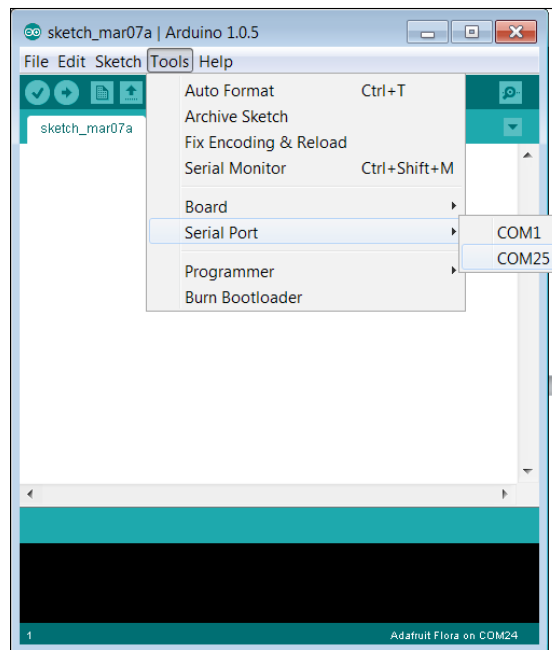 sketch_mar07a | Arduino 1.0.5
File Edit Sketch Tools Help
sketch_mar07a
Auto Format Ctrl+T
Archive Sketch
Fix Encoding & Reload
Serial Monitor Ctrl+Shift+M
Board
Serial Port
COM1
COM25
Programmer
Burn Bootloader
1 Adafruit Flora on COM24